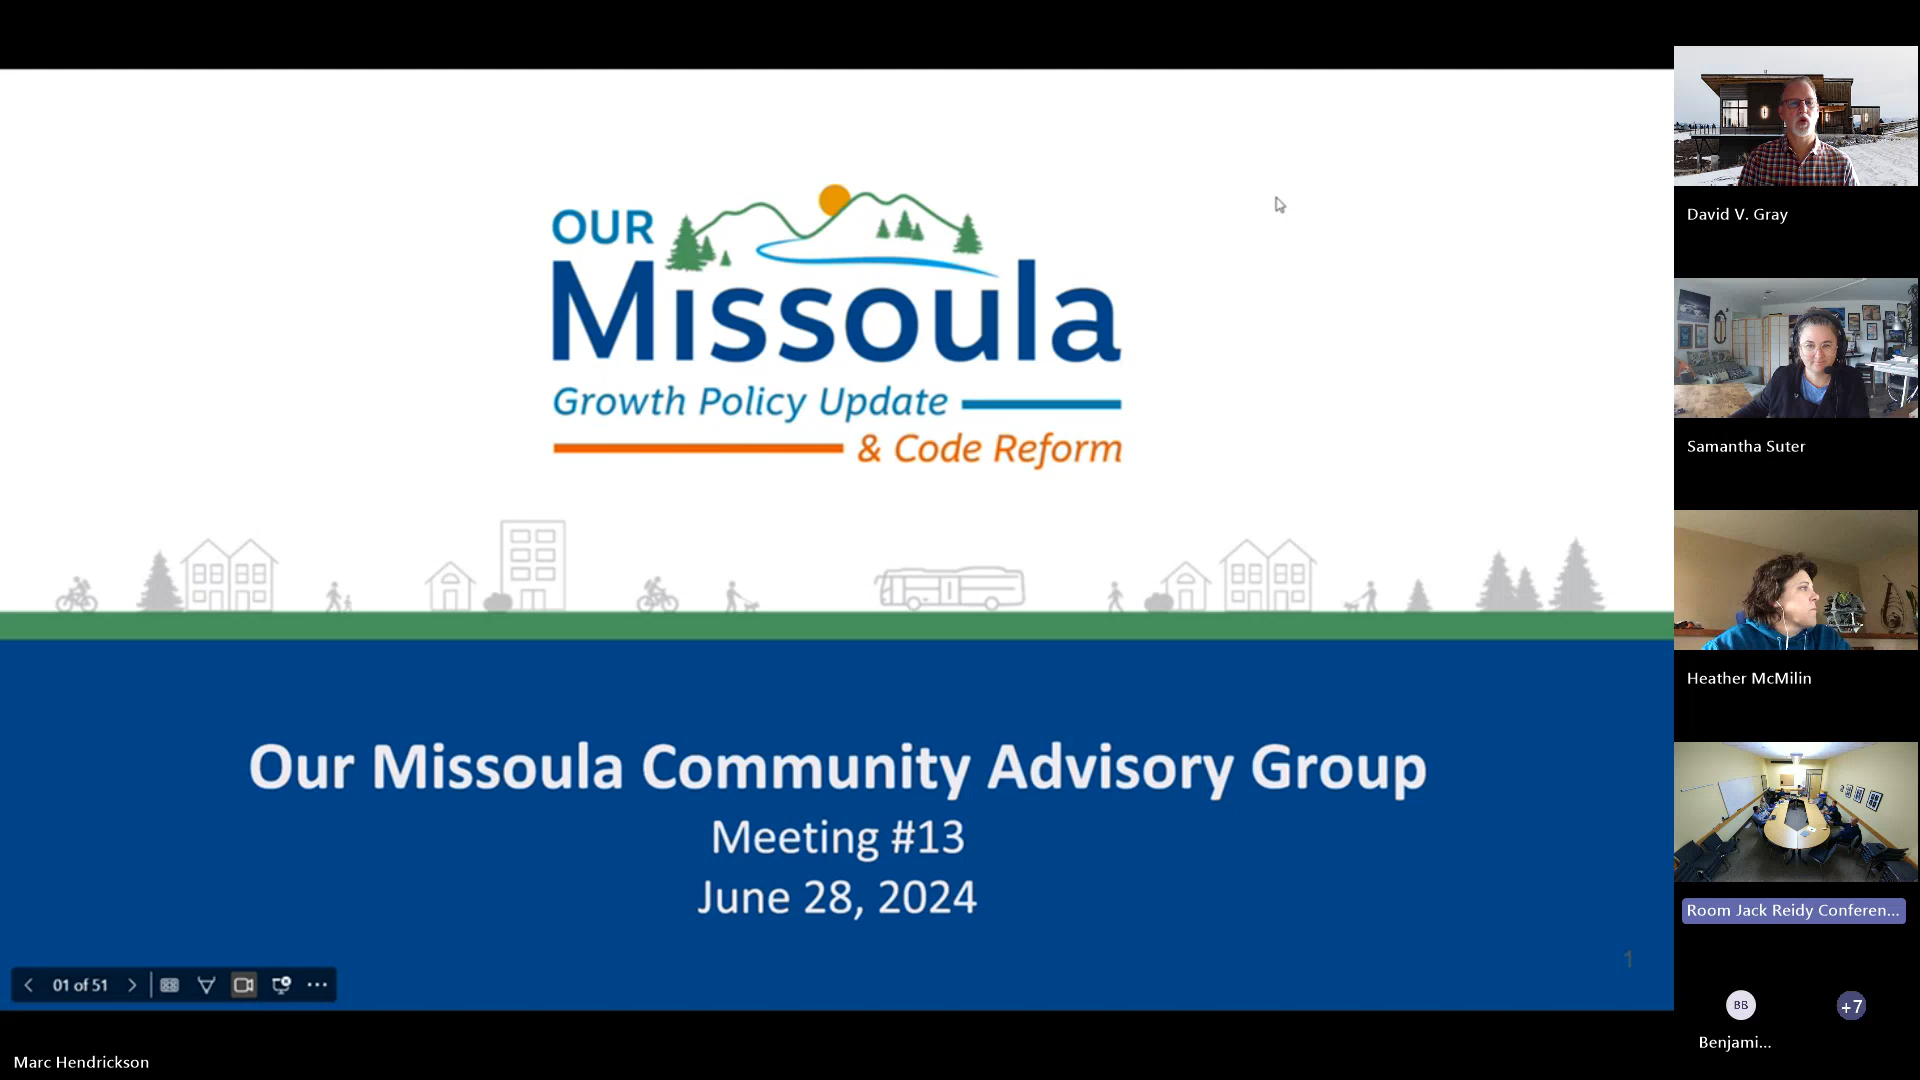 OUR
Missoula
Growth Policy Update
& Code Reform
Our Missoula Community Advisory Group
Meeting #13
June 28, 2024
1
01 of 51
Marc Hendrickson
David V. Gray
Samantha Suter
Heather McMilin
Room Jack Reidy Conferen...
BB
+7
Benjami...